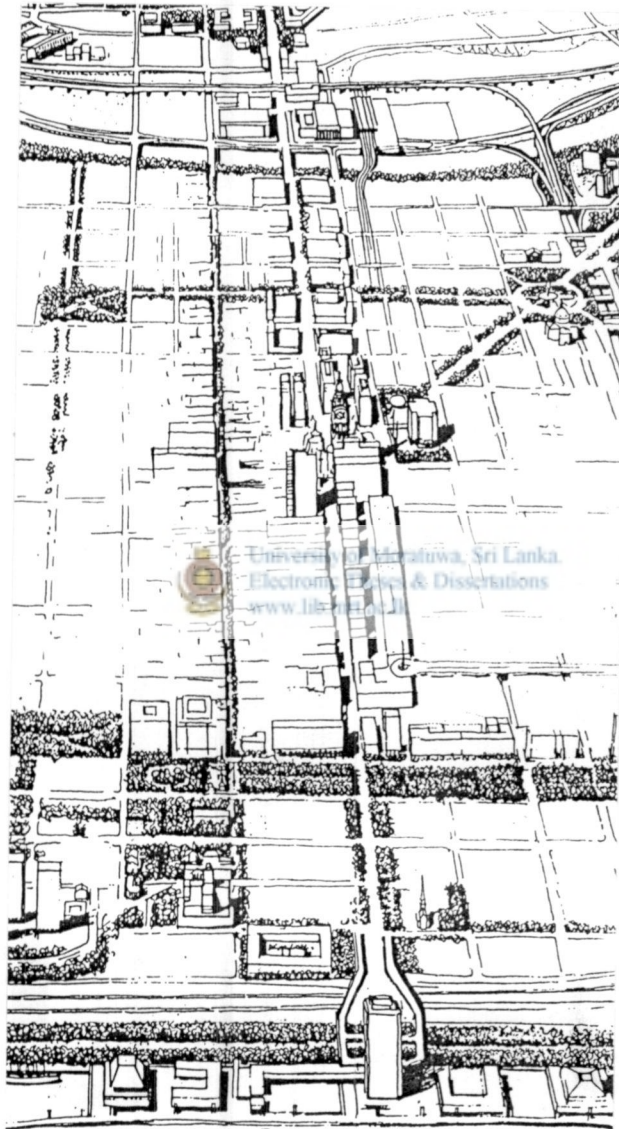 University of Moratuwa, Sri Lanka.
Electronic Theses & Dissertations
www.lib.mrt.ac.lk